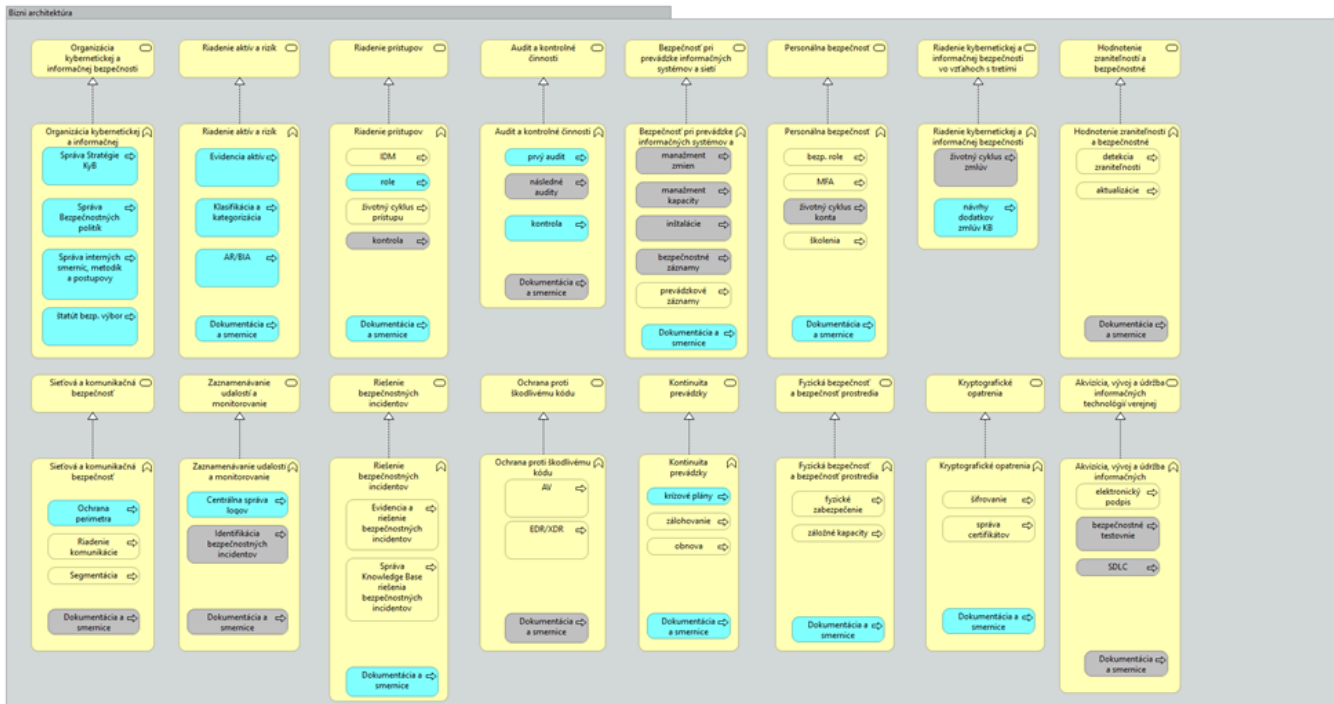 Bizni architektúra
Organizácia
kybernetickej a
informačnej bezpečnosti
Riadenie aktív a rizík
Riadenie prístupov
Audit a kontrolné
činnosti
Bezpečnosť pri
prevádzke informačných
systémov a sietí
Personálna bezpečnosť
Riadenie kybernetickej a
informačnej bezpečnosti
vo vzťahoch s tretími
Hodnotenie
zraniteľností a
bezpečnostné
Organizácia kybernetickej
a informačnej
Správa Stratégie
KyB
Správa
Bezpečnostných
politík
Správa interných
smerníc, metodík
a postupovy
štatút bezp. výbor
Riadenie aktív a rizík
Evidencia aktív
Klasifikácia a
kategorizácia
AR/BIA
Dokumentácia
a smernice
Riadenie prístupov
IDM
role
životný cyklus
prístupu
kontrola
Dokumentácia
a smernice
Audit a kontrolné činnosti
prvý audit
následné
audity
kontrola
Dokumentácia
a smernice
Bezpečnosť pri prevádzke
informačných systémov a
manažment
zmien
manažment
kapacity
inštalácie
bezpečnostné
záznamy
prevádzkové
záznamy
Dokumentácia a
smernice
Personálna bezpečnosť
bezp. role
MFA
životný cyklus
konta
školenia
Dokumentácia
a smernice
Riadenie kybernetickej a
informačnej bezpečnosti
životný cyklus
zmlúv
návrhy
dodatkov
zmlúv KB
Hodnotenie zraniteľností
a bezpečnostné
detekcia
zraniteľností
aktualizácie
Dokumentácia
a smernice
Sieťová a komunikačná
bezpečnosť
Zaznamenávanie
udalostí a
monitorovanie
Riešenie
bezpečnostných
incidentov
Ochrana proti
škodlivému kódu
Kontinuita
prevádzky
Fyzická bezpečnosť
a bezpečnosť prostredia
Kryptografické
opatrenia
Akvizícia, vývoj a údržba
informačných
technológií verejnej
Sieťová a komunikačná
bezpečnosť
Ochrana
perimetra
Riadenie
komunikácie
Segmentácia
Dokumentácia a
smernice
Zaznamenávanie udalostí
a monitorovanie
Centrálna správa
logov
Identifikácia
bezpečnostných
incidentov
Dokumentácia a
smernice
Riešenie
bezpečnostných
incidentov
Evidencia a
riešenie
bezpečnostných
incidentov
Správa
Knowledge Base
riešenia
bezpečnostných
incidentov
Dokumentácia a
smernice
Ochrana proti škodlivému
kódu
AV
EDR/XDR
Dokumentácia
a smernice
Kontinuita
prevádzky
krízové plány
zálohovanie
obnova
Dokumentácia
a smernice
Fyzická bezpečnosť
a bezpečnosť prostredia
fyzické
zabezpečenie
záložné kapacity
Dokumentácia a
smernice
Kryptografické opatrenia
šifrovanie
správa
certifikátov
Dokumentácia
a smernice
Akvizícia, vývoj a údržba
informačných
elektronický
podpis
bezpečnostné
testovnie
SDLC
Dokumentácia
a smernice